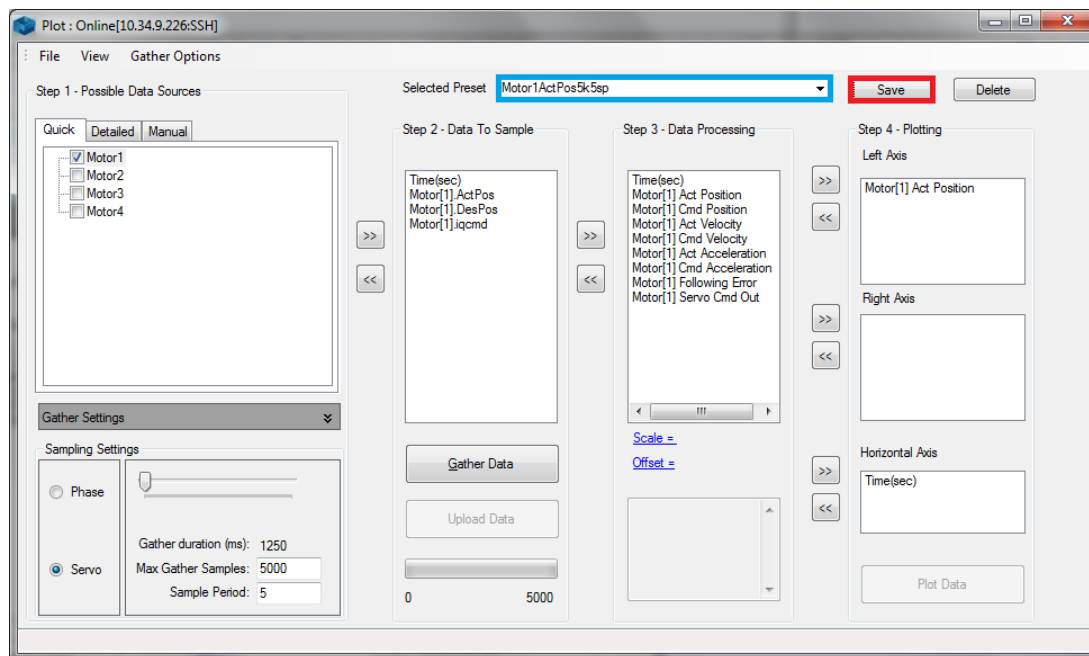 Plot : Online[10.34.9.226:SSH]
File View Gather Options
Step 1 - Possible Data Sources
Selected Preset Motor1ActPos5k5sp Save Delete
Quick Detailed Manual
Motor1
Motor2
Motor3
Motor4
Gather Settings
Sampling Settings
Phase
Servo
Gather duration (ms): 1250
Max Gather Samples: 5000
Sample Period: 5
>>
<<
Step 2 - Data To Sample
Time(sec)
Motor[1].ActPos
Motor[1].DesPos
Motor[1].iqcmd
Gather Data
Upload Data
0 5000
>>
<<
Step 3 - Data Processing
Time(sec)
Motor[1] Act Position
Motor[1] Cmd Position
Motor[1] Act Velocity
Motor[1] Cmd Velocity
Motor[1] Act Acceleration
Motor[1] Cmd Acceleration
Motor[1] Following Error
Motor[1] Servo Cmd Out
Scale =
Offset =
>>
<<
>>
<<
>>
<<
Step 4 - Plotting
Left Axis
Motor[1] Act Position
Right Axis
Horizontal Axis
Time(sec)
Plot Data